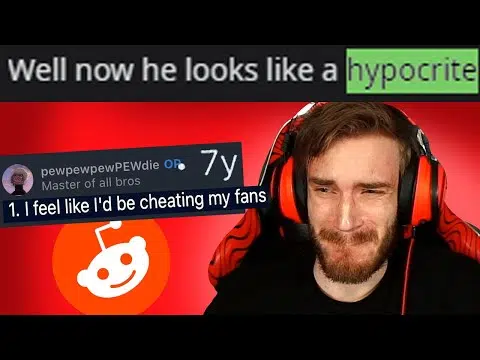 Well now he looks like a hypocrite
pewpewpewPEWdie OP • 7y
Master of all bros
1. I feel like I'd be cheating my fans